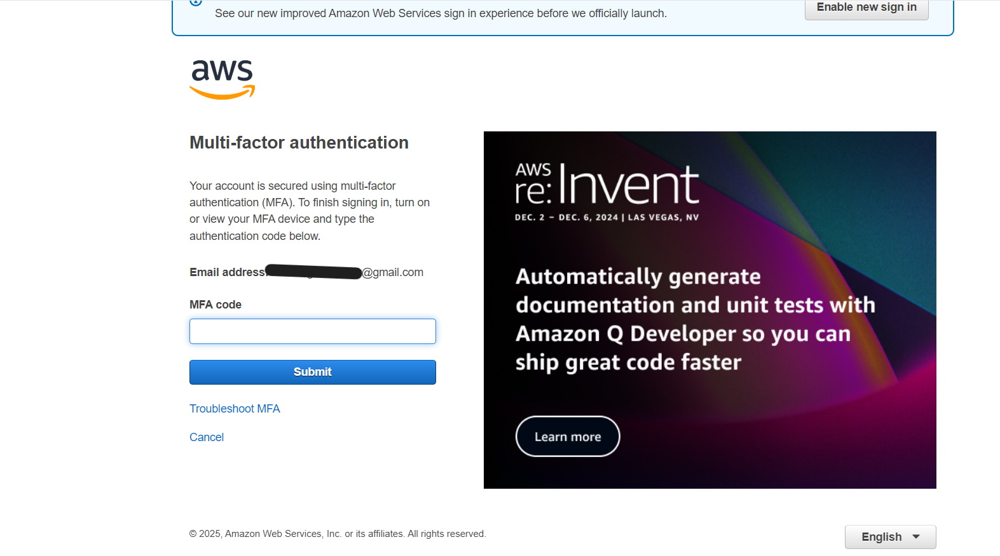 See our new improved Amazon Web Services sign in experience before we officially launch.
Enable new sign in
aws
Multi-factor authentication
Your account is secured using multi-factor
authentication (MFA). To finish signing in, turn on
or view your MFA device and type the
authentication code below.
Email address @gmail.com
MFA code
Submit
Troubleshoot MFA
Cancel
AWS
re:Invent
DEC. 2 – DEC. 6, 2024 | LAS VEGAS, NV
Automatically generate
documentation and unit tests with
Amazon Q Developer so you can
ship great code faster
Learn more
© 2025, Amazon Web Services, Inc. or its affiliates. All rights reserved.
English